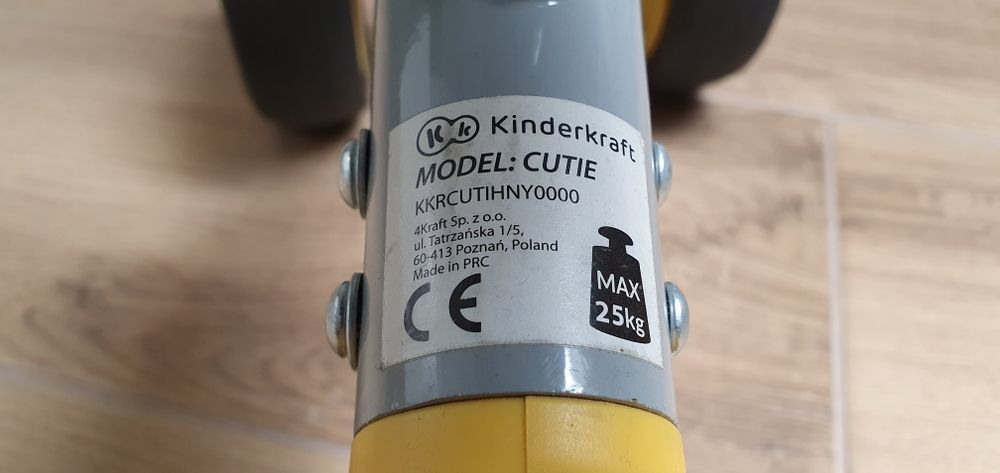 Kk Kinderkraft
MODEL: CUTIE
KKRCUTIHNY0000
4Kraft Sp. z o.o.
ul. Tatrzańska 1/5,
60-413 Poznań, Poland
Made in PRC
CE
MAX
25kg